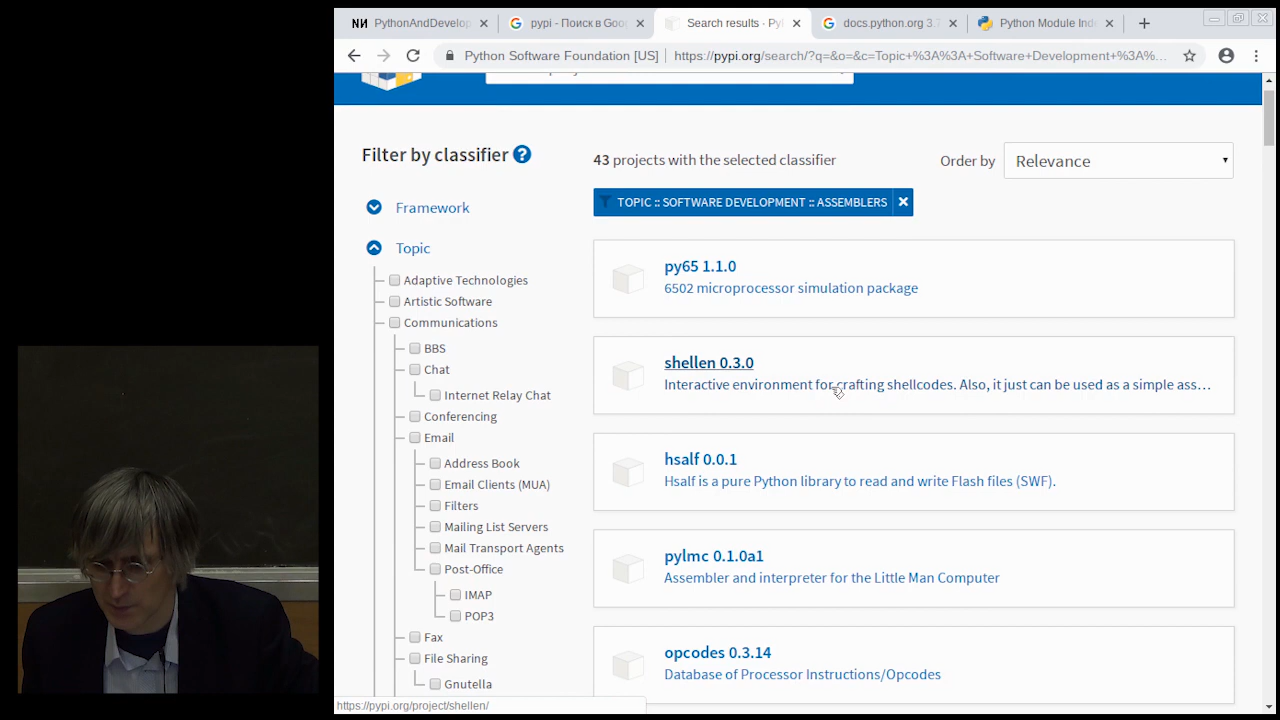 PythonAndDevelop
pypi - Поиск в Goo
Search results · Py
docs.python.org 3.7
Python Module Inde
Python Software Foundation [US]
https://pypi.org/search/?q=&o=&c=Topic+%3A%3A+Software+Development+%3A%...
Filter by classifier
43 projects with the selected classifier
Order by
Relevance
TOPIC :: SOFTWARE DEVELOPMENT :: ASSEMBLERS
Framework
Topic
Adaptive Technologies
Artistic Software
Communications
BBS
Chat
Internet Relay Chat
Conferencing
Email
Address Book
Email Clients (MUA)
Filters
Mailing List Servers
Mail Transport Agents
Post-Office
IMAP
POP3
Fax
File Sharing
Gnutella
py65 1.1.0
6502 microprocessor simulation package
shellen 0.3.0
Interactive environment for crafting shellcodes. Also, it just can be used as a simple ass...
hsalf 0.0.1
Hsalf is a pure Python library to read and write Flash files (SWF).
pylmc 0.1.0a1
Assembler and interpreter for the Little Man Computer
opcodes 0.3.14
Database of Processor Instructions/Opcodes
https://pypi.org/project/shellen/